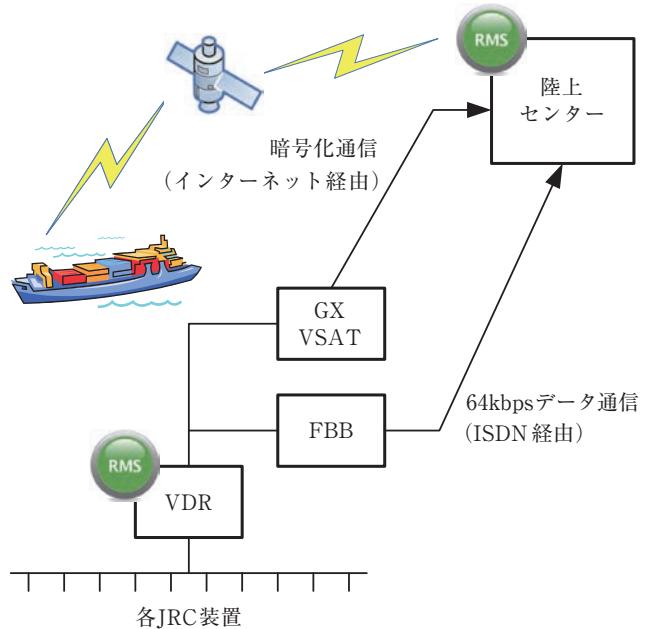 RMS
陸上
センター
暗号化通信
（インターネット経由）
GX
VSAT
FBB
64kbpsデータ通信
（ISDN経由）
RMS
VDR
各JRC装置